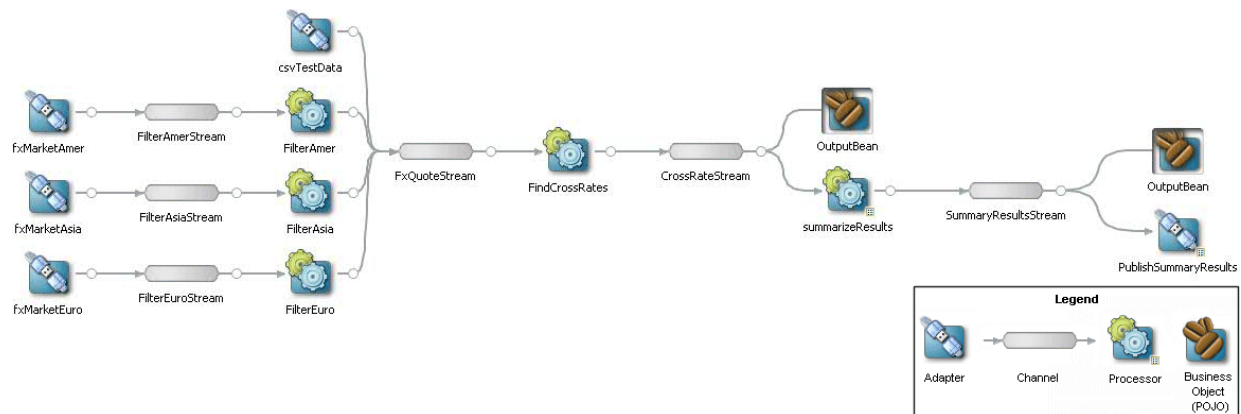 csvTestData
fxMarketAmer
FilterAmerStream
FilterAmer
fxMarketAsia
FilterAsiaStream
FilterAsia
fxMarketEuro
FilterEuroStream
FilterEuro
FxQuoteStream
FindCrossRates
CrossRateStream
OutputBean
summarizeResults
SummaryResultsStream
OutputBean
PublishSummaryResults
Legend
Adapter
Channel
Processor
Business
Object
(POJO)